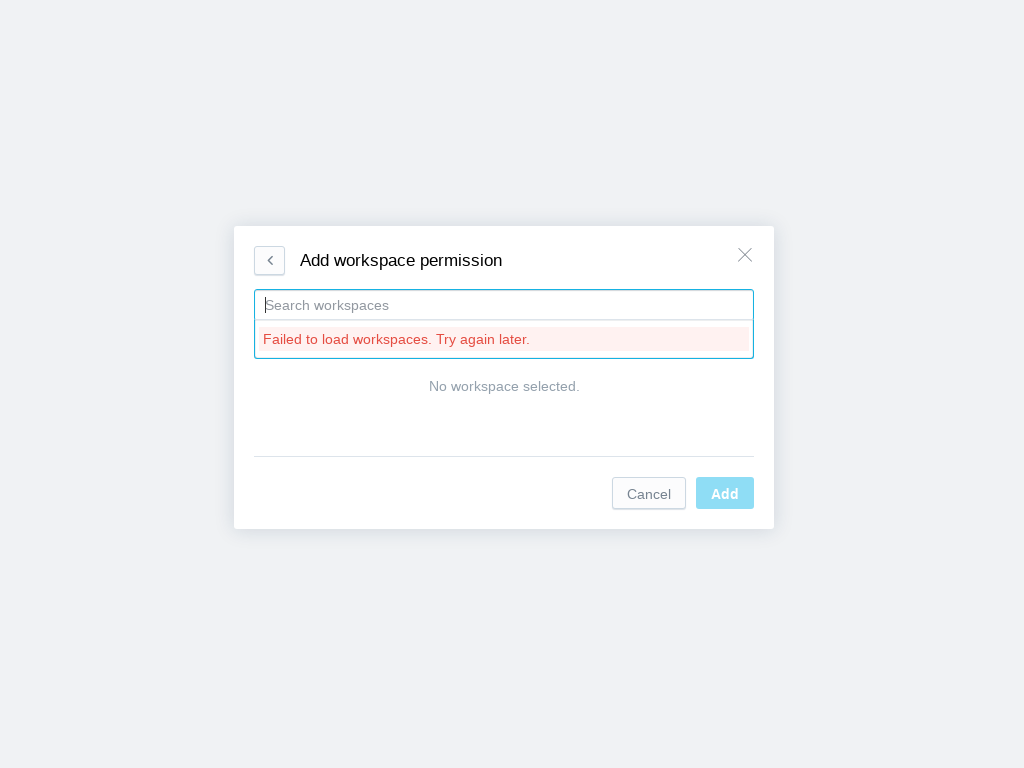 Add workspace permission
Search workspaces
Failed to load workspaces. Try again later.
No workspace selected.
Cancel
Add